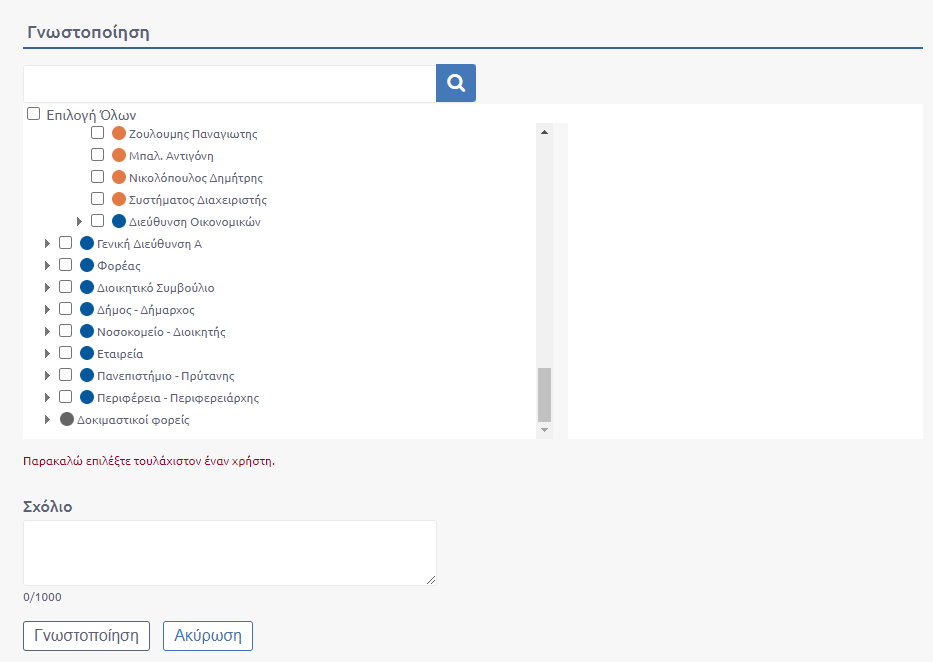 Γνωστοποίηση
Επιλογή Όλων
Ζουλουμης Παναγιωτης
Μπαλ. Αντιγόνη
Νικολόπουλος Δημήτρης
Συστήματος Διαχειριστής
Διεύθυνση Οικονομικών
Γενική Διεύθυνση Α
Φορέας
Διοικητικό Συμβούλιο
Δήμος - Δήμαρχος
Νοσοκομείο - Διοικητής
Εταιρεία
Πανεπιστήμιο - Πρύτανης
Περιφέρεια - Περιφερειάρχης
Δοκιμαστικοί φορείς
Παρακαλώ επιλέξτε τουλάχιστον έναν χρήστη.
Σχόλιο
0/1000
Γνωστοποίηση Ακύρωση